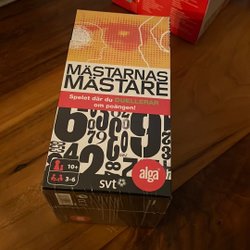 MÄSTARNAS
MÄSTARE
Spelet där du DUELLERAR
om poängen!
10+
3-6
svt
alga